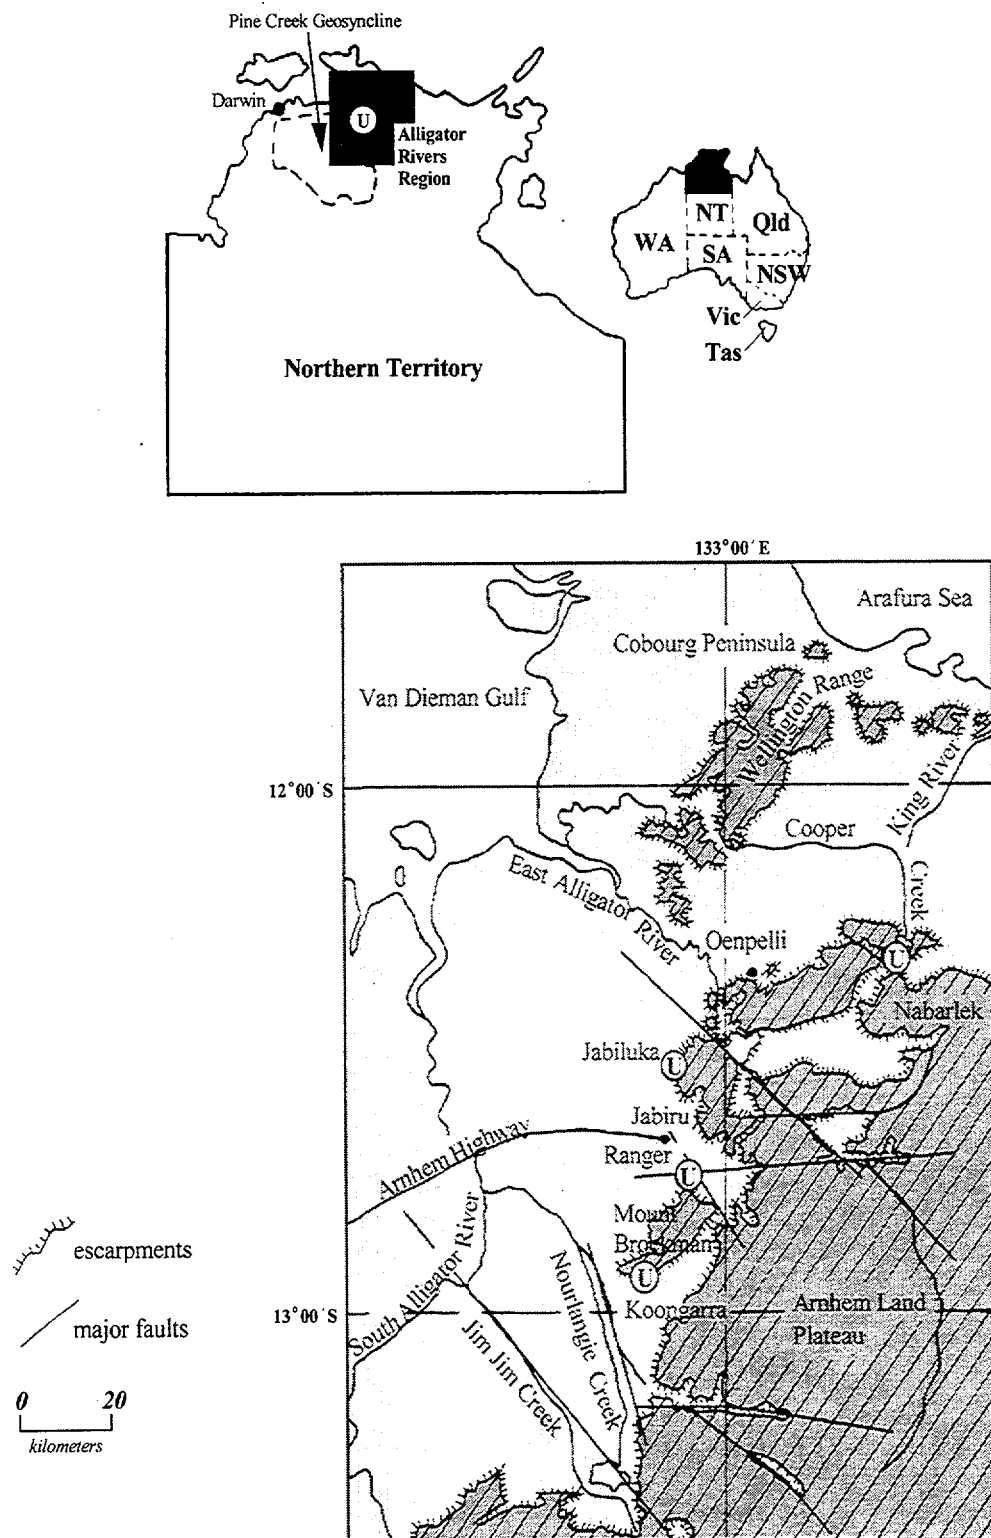 Pine Creek Geosyncline
Darwin
U
Alligator
Rivers
Region
Northern Territory
WA
NT
Qld
SA
NSW
Vic
Tas
133°00´E
Arafura Sea
Cobourg Peninsula
Van Dieman Gulf
Wellington Range
12°00´S
King River
Cooper
Creek
East Alligator River
Oenpelii
U
Nabarlek
Jabiluka
U
Jabiru
Arnhem Highway
Ranger
U
Mount
Brockman
U
Koongarra
South Alligator River
Nourlangie Creek
Jim Jim Creek
13°00´S
Arnhem Land
Plateau
escarpments
major faults
0 20
kilometers